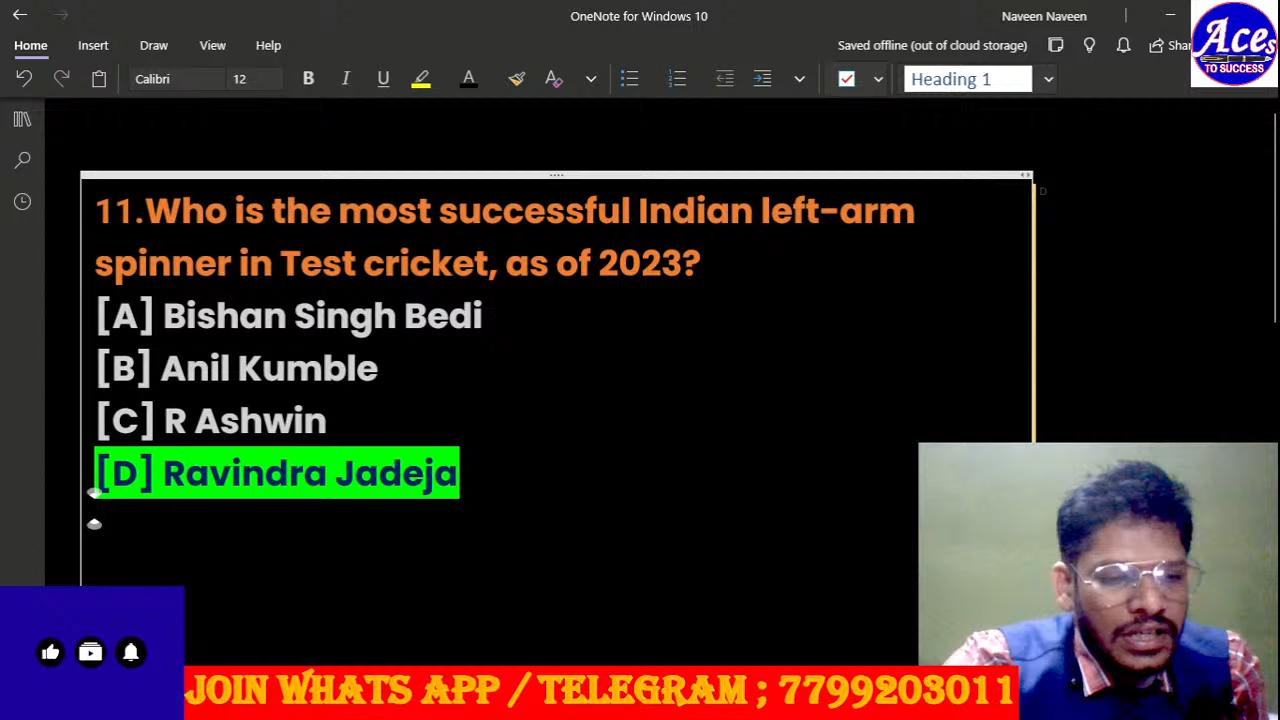 OneNote for Windows 10
Naveen Naveen
Home Insert Draw View Help
Saved offline (out of cloud storage)
Shar
Aces
TO SUCCESS
Calibri 12 B I U A A Heading 1
D
11.Who is the most successful Indian left-arm
spinner in Test cricket, as of 2023?
[A] Bishan Singh Bedi
[B] Anil Kumble
[C] R Ashwin
[D] Ravindra Jadeja
JOIN WHATS APP / TELEGRAM ; 7799203011